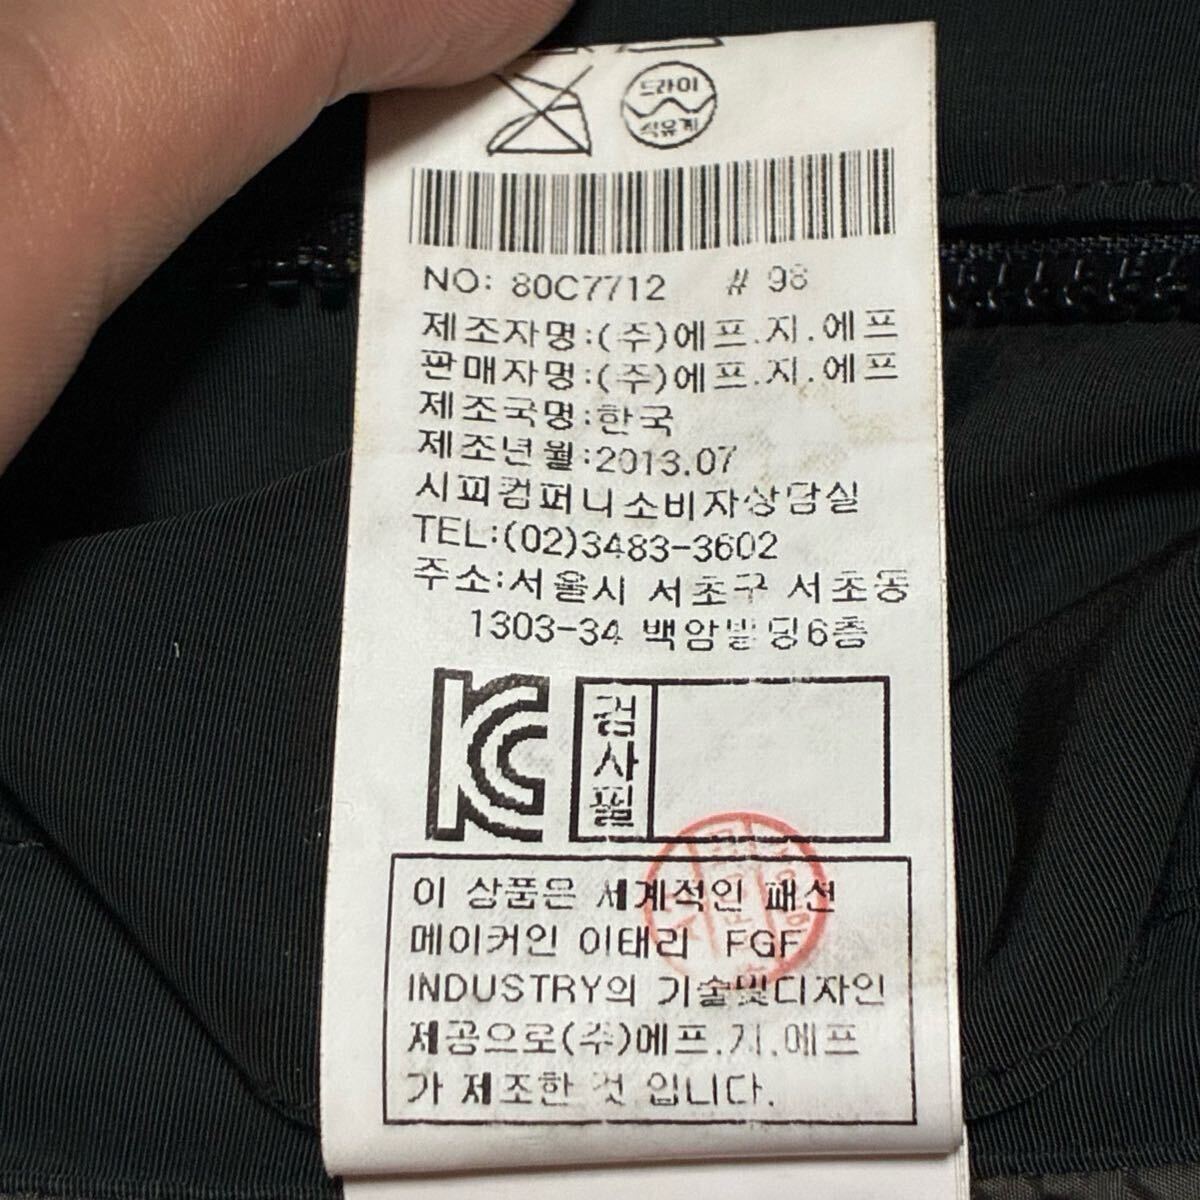 드라이
석유계
NO: 80C7712 # 98
제조자명:(주)에프.지.에프
판매자명:(주)에프.지.에프
제조국명:한국
제조년월:2013.07
시피컴퍼니소비자상담실
TEL:(02)3483-3602
주소:서울시 서초구 서초동
1303-34 백암빌딩6층
KC
검사필
이 상품은 세계적인 패션
메이커인 이태리 FGF
INDUSTRY의 기술및디자인
제공으로(주)에프.지.에프
가 제조한 것 입니다.